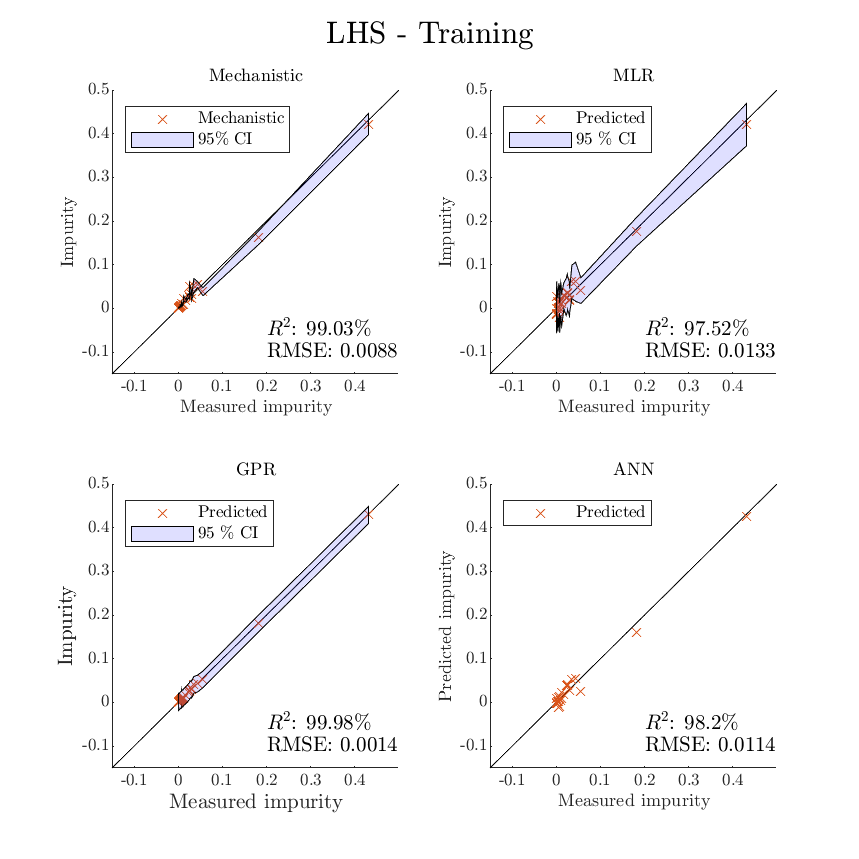 LHS - Training
Mechanistic
0.5
0.4
0.3
0.2
0.1
0
-0.1
Impurity
Mechanistic
95% CI
R²: 99.03%
RMSE: 0.0088
-0.1 0 0.1 0.2 0.3 0.4
Measured impurity
MLR
0.5
0.4
0.3
0.2
0.1
0
-0.1
Impurity
Predicted
95 % CI
R²: 97.52%
RMSE: 0.0133
-0.1 0 0.1 0.2 0.3 0.4
Measured impurity
GPR
0.5
0.4
0.3
0.2
0.1
0
-0.1
Impurity
Predicted
95 % CI
R²: 99.98%
RMSE: 0.0014
-0.1 0 0.1 0.2 0.3 0.4
Measured impurity
ANN
0.5
0.4
0.3
0.2
0.1
0
-0.1
Predicted impurity
Predicted
R²: 98.2%
RMSE: 0.0114
-0.1 0 0.1 0.2 0.3 0.4
Measured impurity